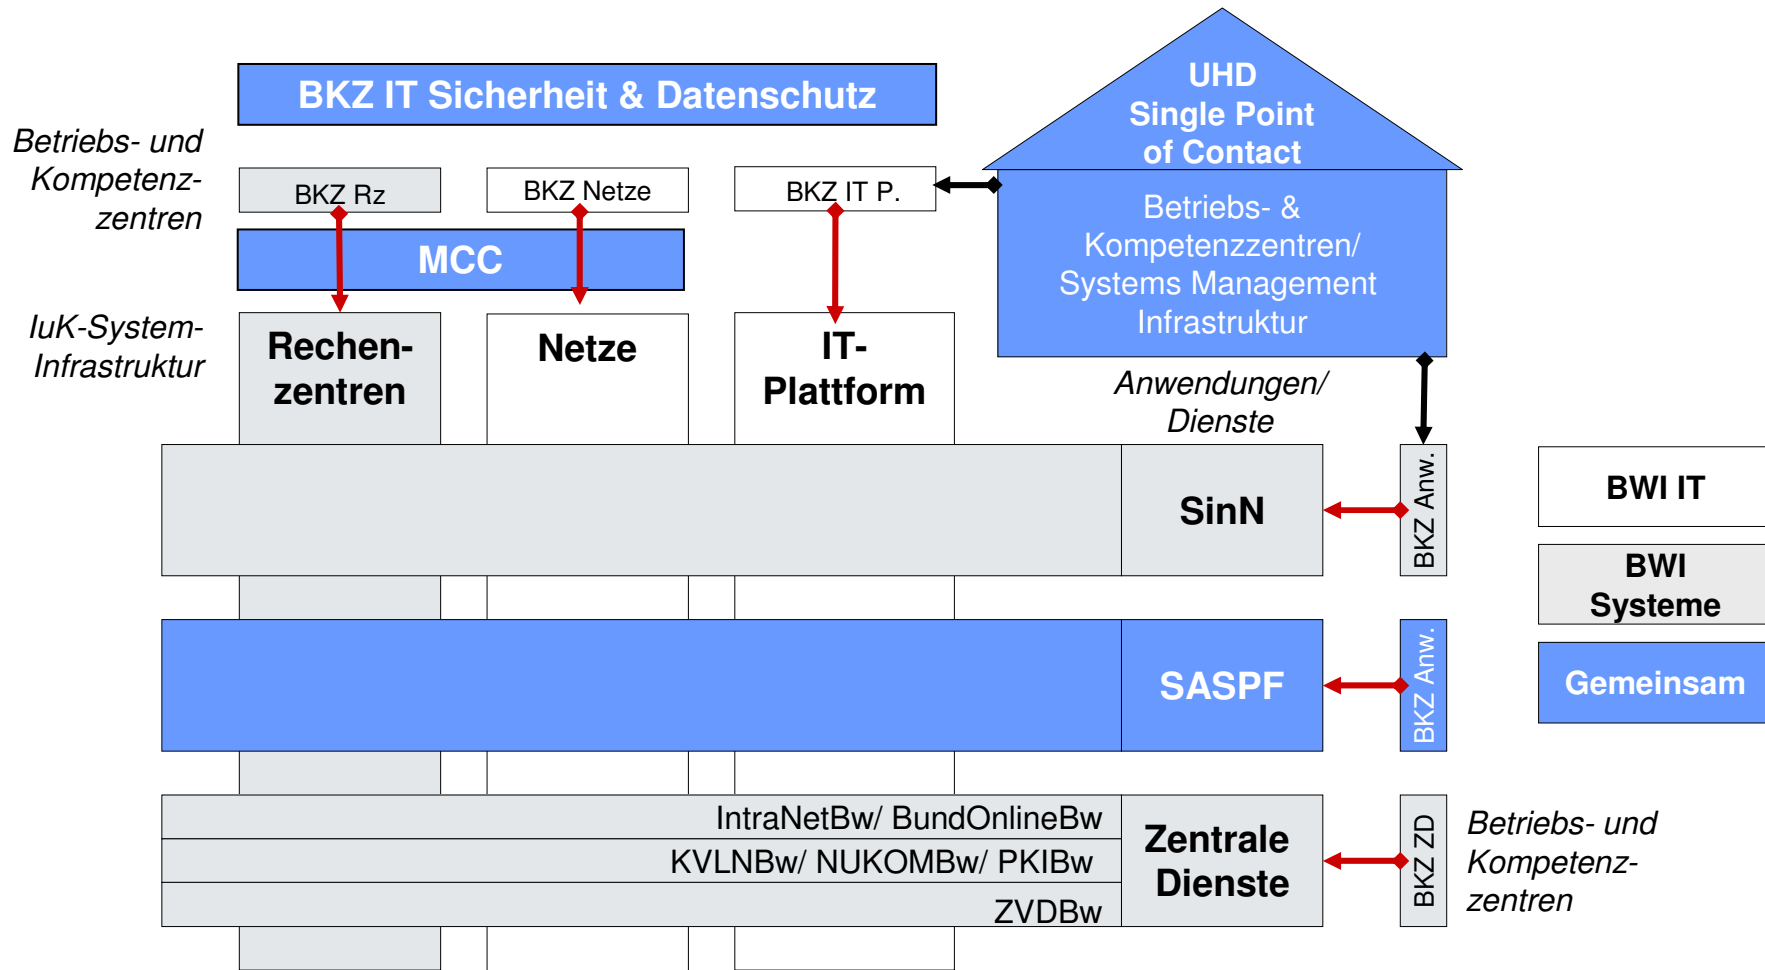 BKZ IT Sicherheit & Datenschutz
UHD
Single Point
of Contact
Betriebs- und
Kompetenz-
zentren
BKZ Rz
BKZ Netze
BKZ IT P.
Betriebs- &
Kompetenzzentren/
Systems Management
Infrastruktur
MCC
IuK-System-
Infrastruktur
Rechen-
zentren
Netze
IT-
Plattform
Anwendungen/
Dienste
SinN
BKZ Anw.
BWI IT
BWI
Systeme
SASPF
BKZ Anw.
Gemeinsam
IntraNetBw/ BundOnlineBw
KVLNBw/ NUKOMBw/ PKIBw
ZVDBw
Zentrale
Dienste
BKZ ZD
Betriebs- und
Kompetenz-
zentren